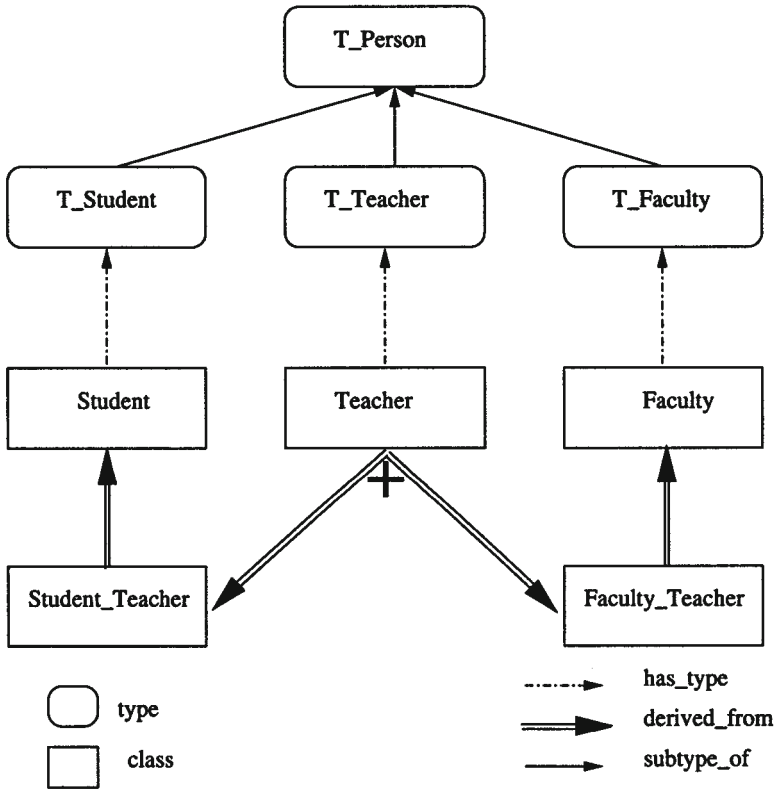 T_Person
T_Student
T_Teacher
T_Faculty
Student
Teacher
Faculty
+
Student_Teacher
Faculty_Teacher
type
class
has_type
derived_from
subtype_of